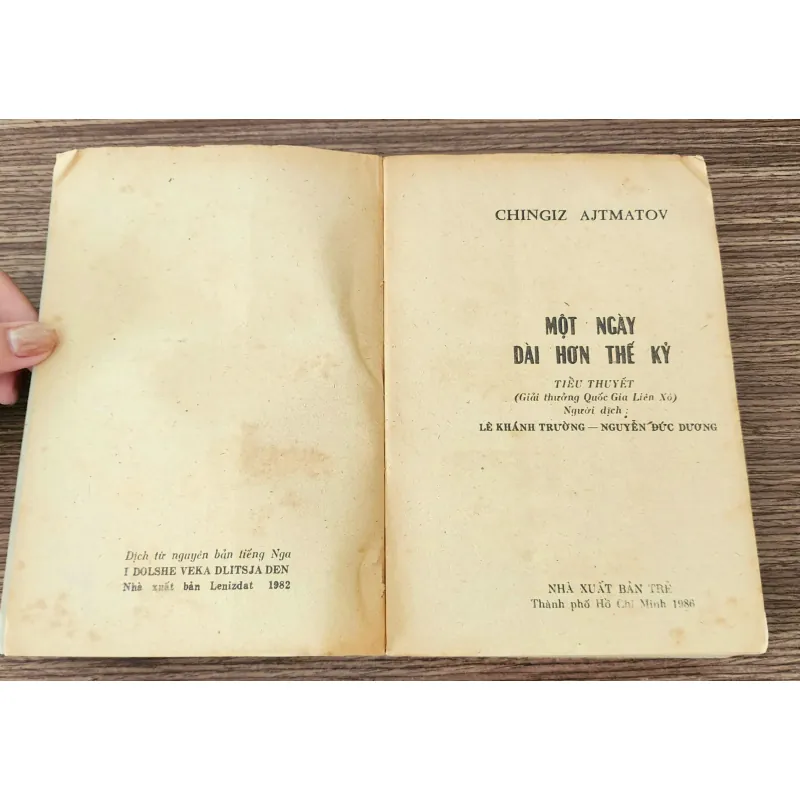 Dịch từ nguyên bản tiếng Nga
I DOLSHE VEKA DLITSJA DEN
Nhà xuất bản Lenizdat 1982
CHINGIZ AJTMATOV
MỘT NGÀY
DÀI HƠN THẾ KỶ
TIỂU THUYẾT
(Giải thưởng Quốc Gia Liên Xô)
Người dịch :
LÊ KHÁNH TRƯỜNG — NGUYỄN ĐỨC DƯƠNG
NHÀ XUẤT BẢN TRẺ
Thành phố Hồ Chí Minh 1986